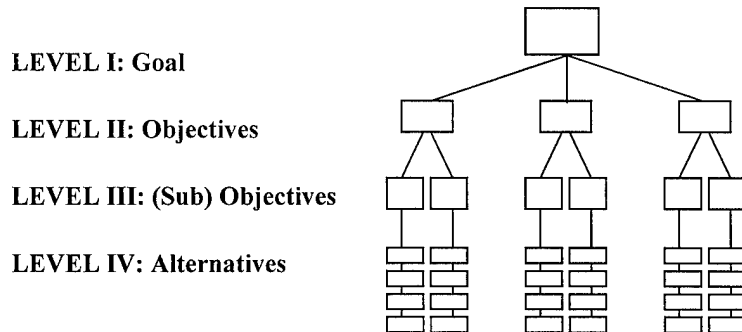 LEVEL I: Goal
LEVEL II: Objectives
LEVEL III: (Sub) Objectives
LEVEL IV: Alternatives